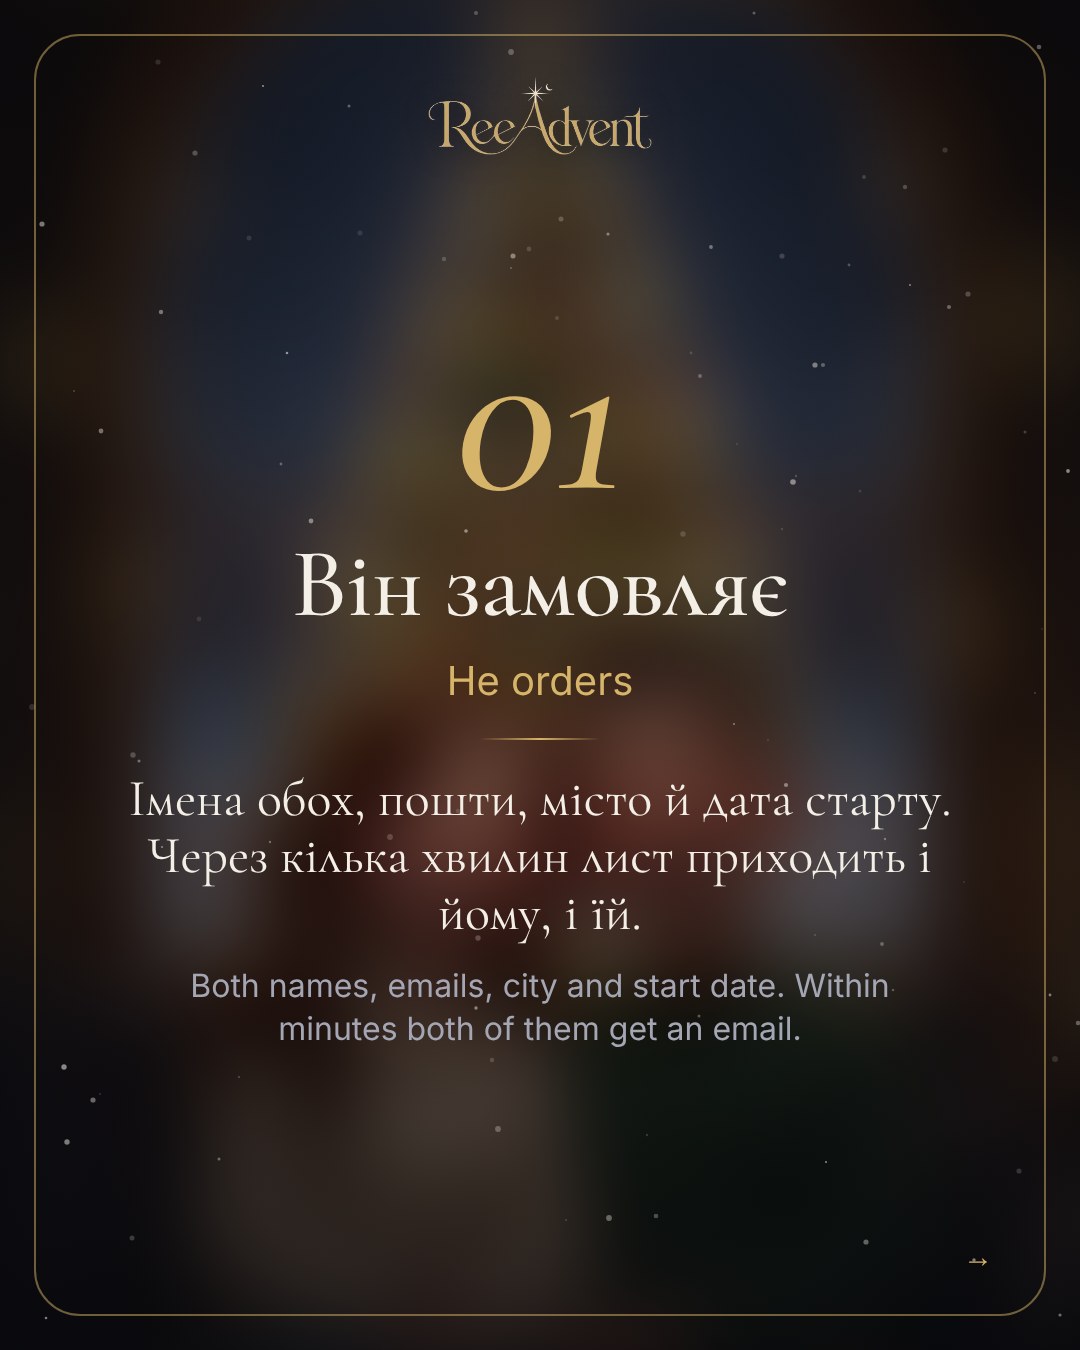 ReeAdvent
01
Він замовляє
He orders
Імена обох, пошти, місто й дата старту.
Через кілька хвилин лист приходить і
йому, і їй.
Both names, emails, city and start date. Within
minutes both of them get an email.
→